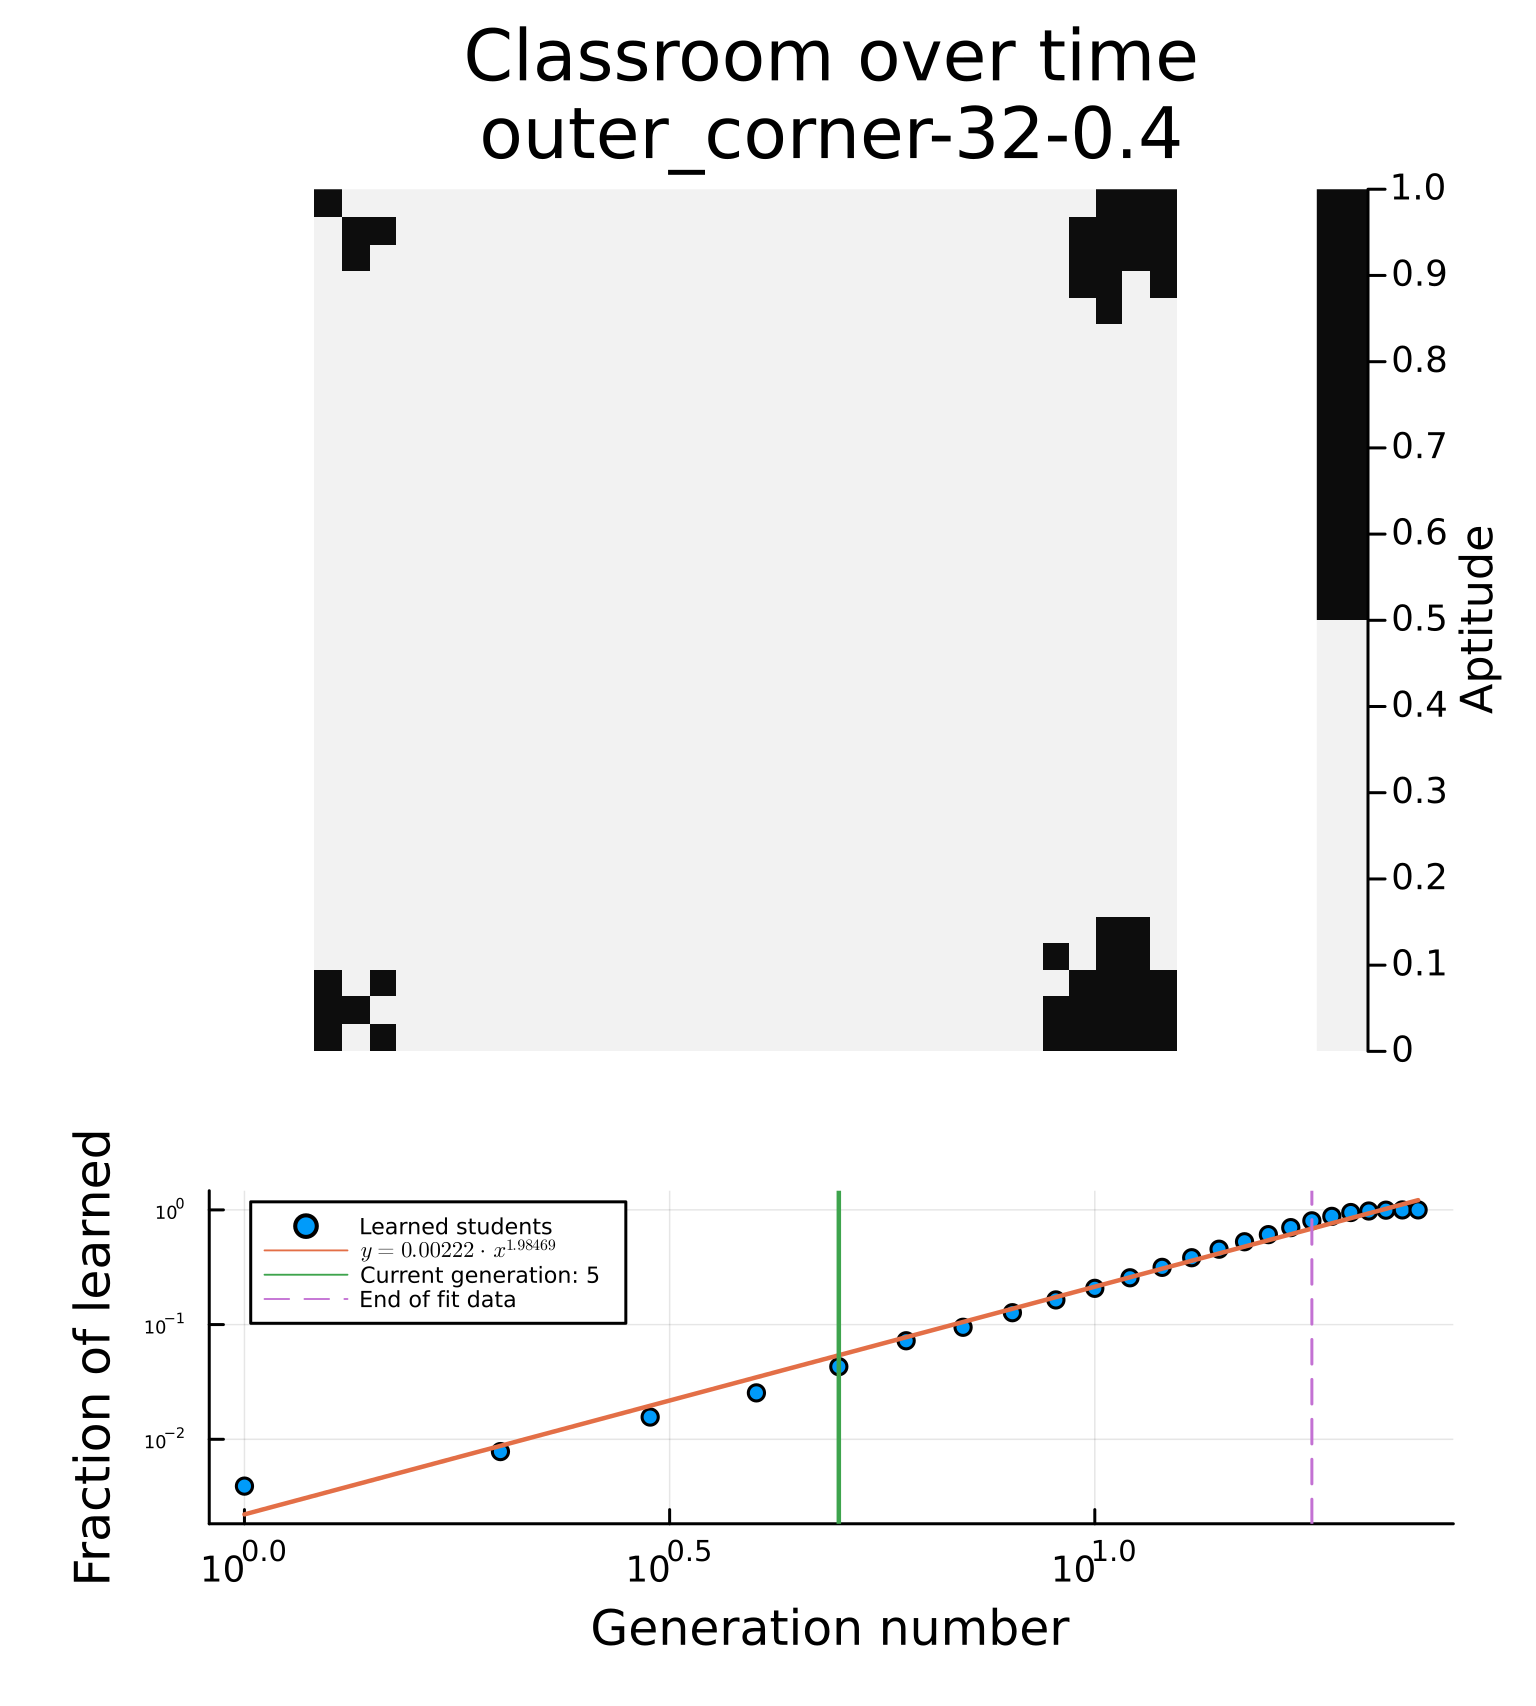 Classroom over time
outer_corner-32-0.4
1.0
0.9
0.8
0.7
0.6
0.5
0.4
0.3
0.2
0.1
0
Aptitude
Fraction of learned
10^0
10^−1
10^−2
Learned students
y = 0.00222 · x^1.98469
Current generation: 5
End of fit data
10^0.0
10^0.5
10^1.0
Generation number